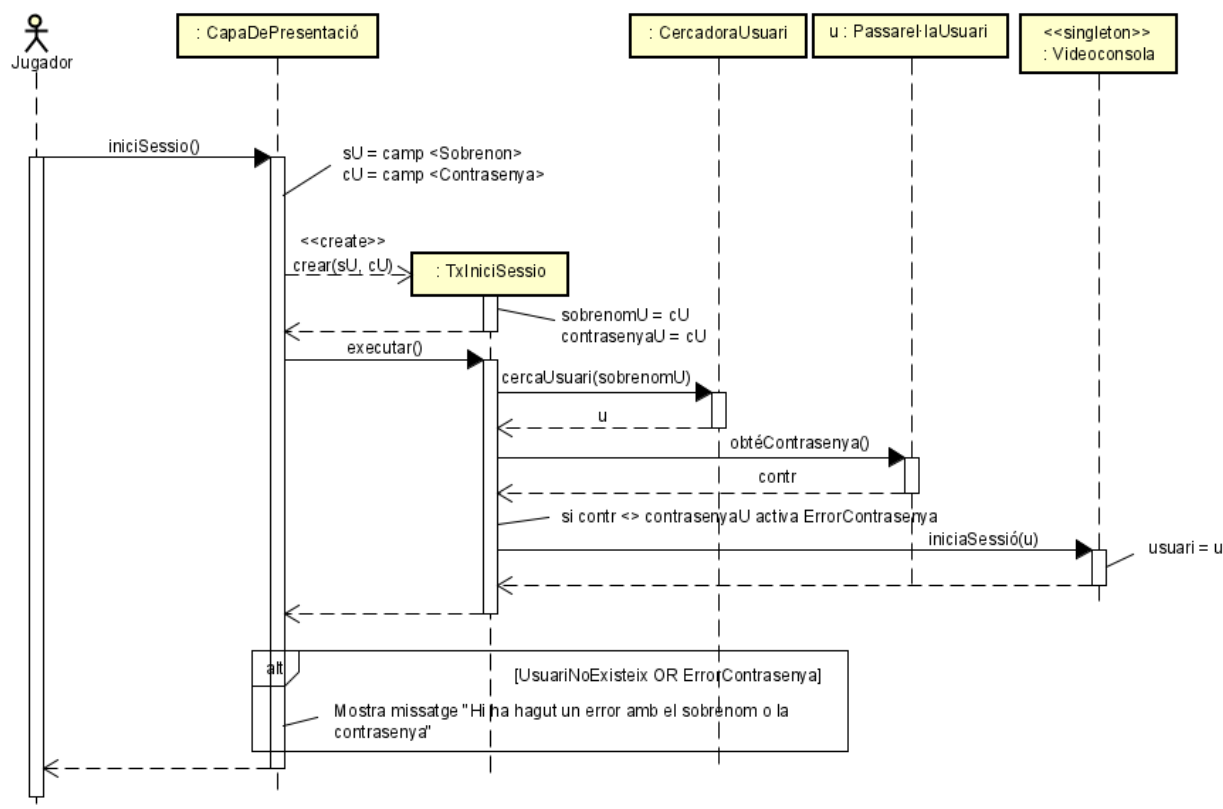 : CapaDePresentació
: CercadoraUsuari
u : Passarel·laUsuari
<<singleton>>
: Videoconsola
Jugador
iniciSessio()
sU = camp <Sobrenon>
cU = camp <Contrasenya>
<<create>>
crear(sU, cU)
: TxIniciSessio
sobrenomU = cU
contrasenyaU = cU
executar()
cercaUsuari(sobrenomU)
u
obtéContrasenya()
contr
si contr <> contrasenyaU activa ErrorContrasenya
iniciaSessió(u)
usuari = u
alt
[UsuariNoExisteix OR ErrorContrasenya]
Mostra missatge "Hi ha hagut un error amb el sobrenom o la
contrasenya"